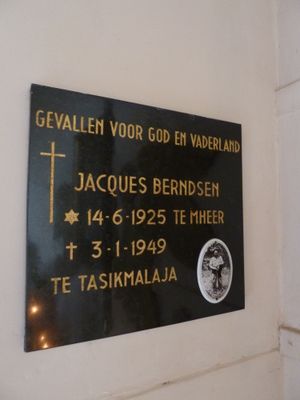 GEVALLEN VOOR GOD EN VADERLAND
JACQUES BERNDSEN
✡ 14-6-1925 TE MHEER
† 3-1-1949
TE TASIKMALAJA